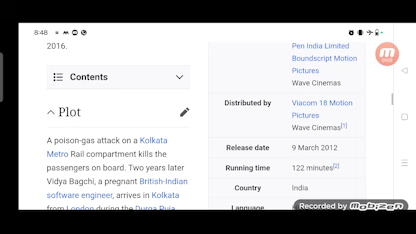 8:48
2016.
Contents
Plot
A poison-gas attack on a Kolkata
Metro Rail compartment kills the
passengers on board. Two years later
Vidya Bagchi, a pregnant British-Indian
software engineer, arrives in Kolkata
from London during the Durga Puja
Pen India Limited
Boundscript Motion
Pictures
Wave Cinemas
Distributed by Viacom 18 Motion
Pictures
Wave Cinemas[1]
Release date 9 March 2012
Running time 122 minutes[2]
Country India
Language
Recorded by Mobizen